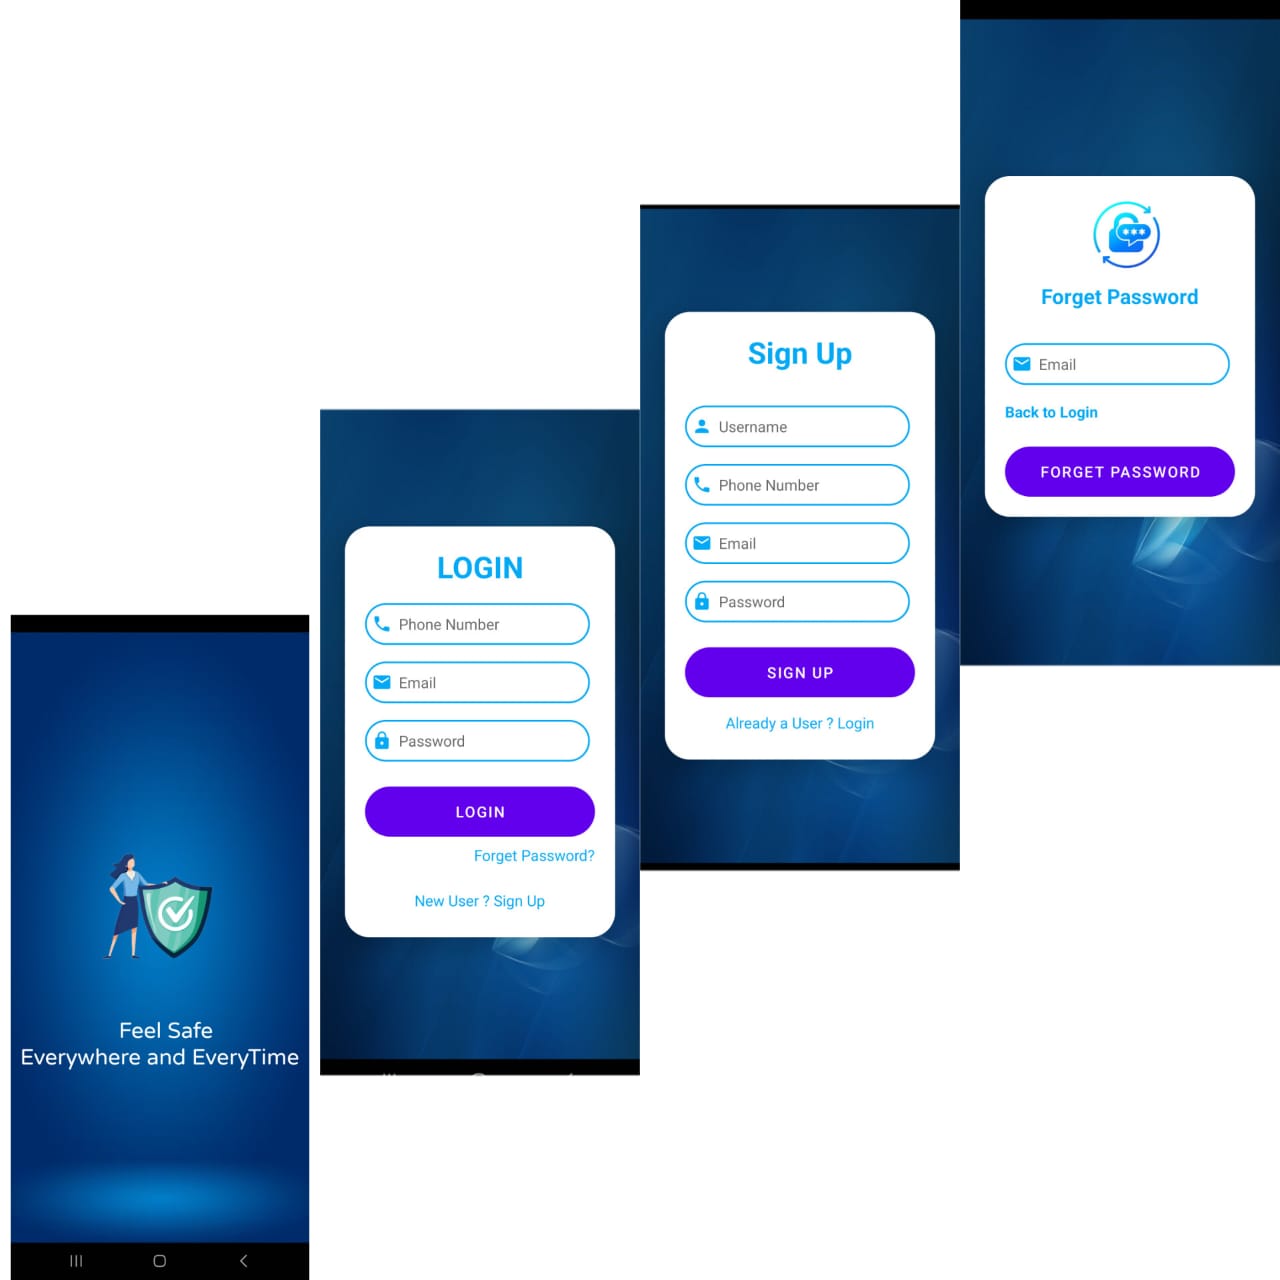 Feel Safe
Everywhere and EveryTime
LOGIN
Phone Number
Email
Password
LOGIN
Forget Password?
New User ? Sign Up
Sign Up
Username
Phone Number
Email
Password
SIGN UP
Already a User ? Login
***
Forget Password
Email
Back to Login
FORGET PASSWORD